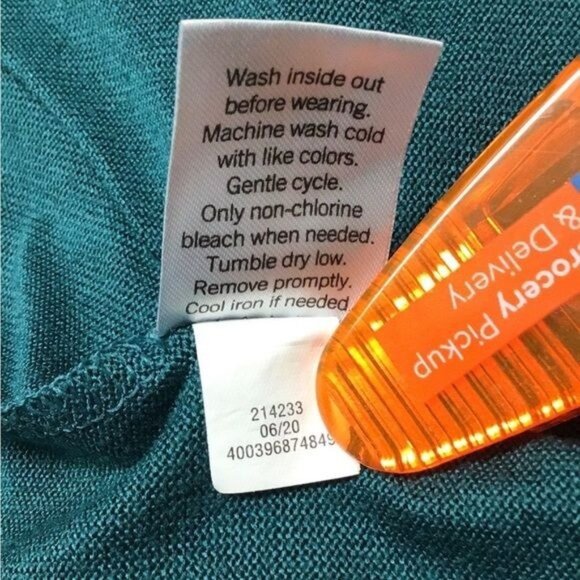 Wash inside out
before wearing.
Machine wash cold
with like colors.
Gentle cycle.
Only non-chlorine
bleach when needed.
Tumble dry low.
Remove promptly.
Cool iron if needed
214233
06/20
400396874849
rocery Pickup
& Delivery